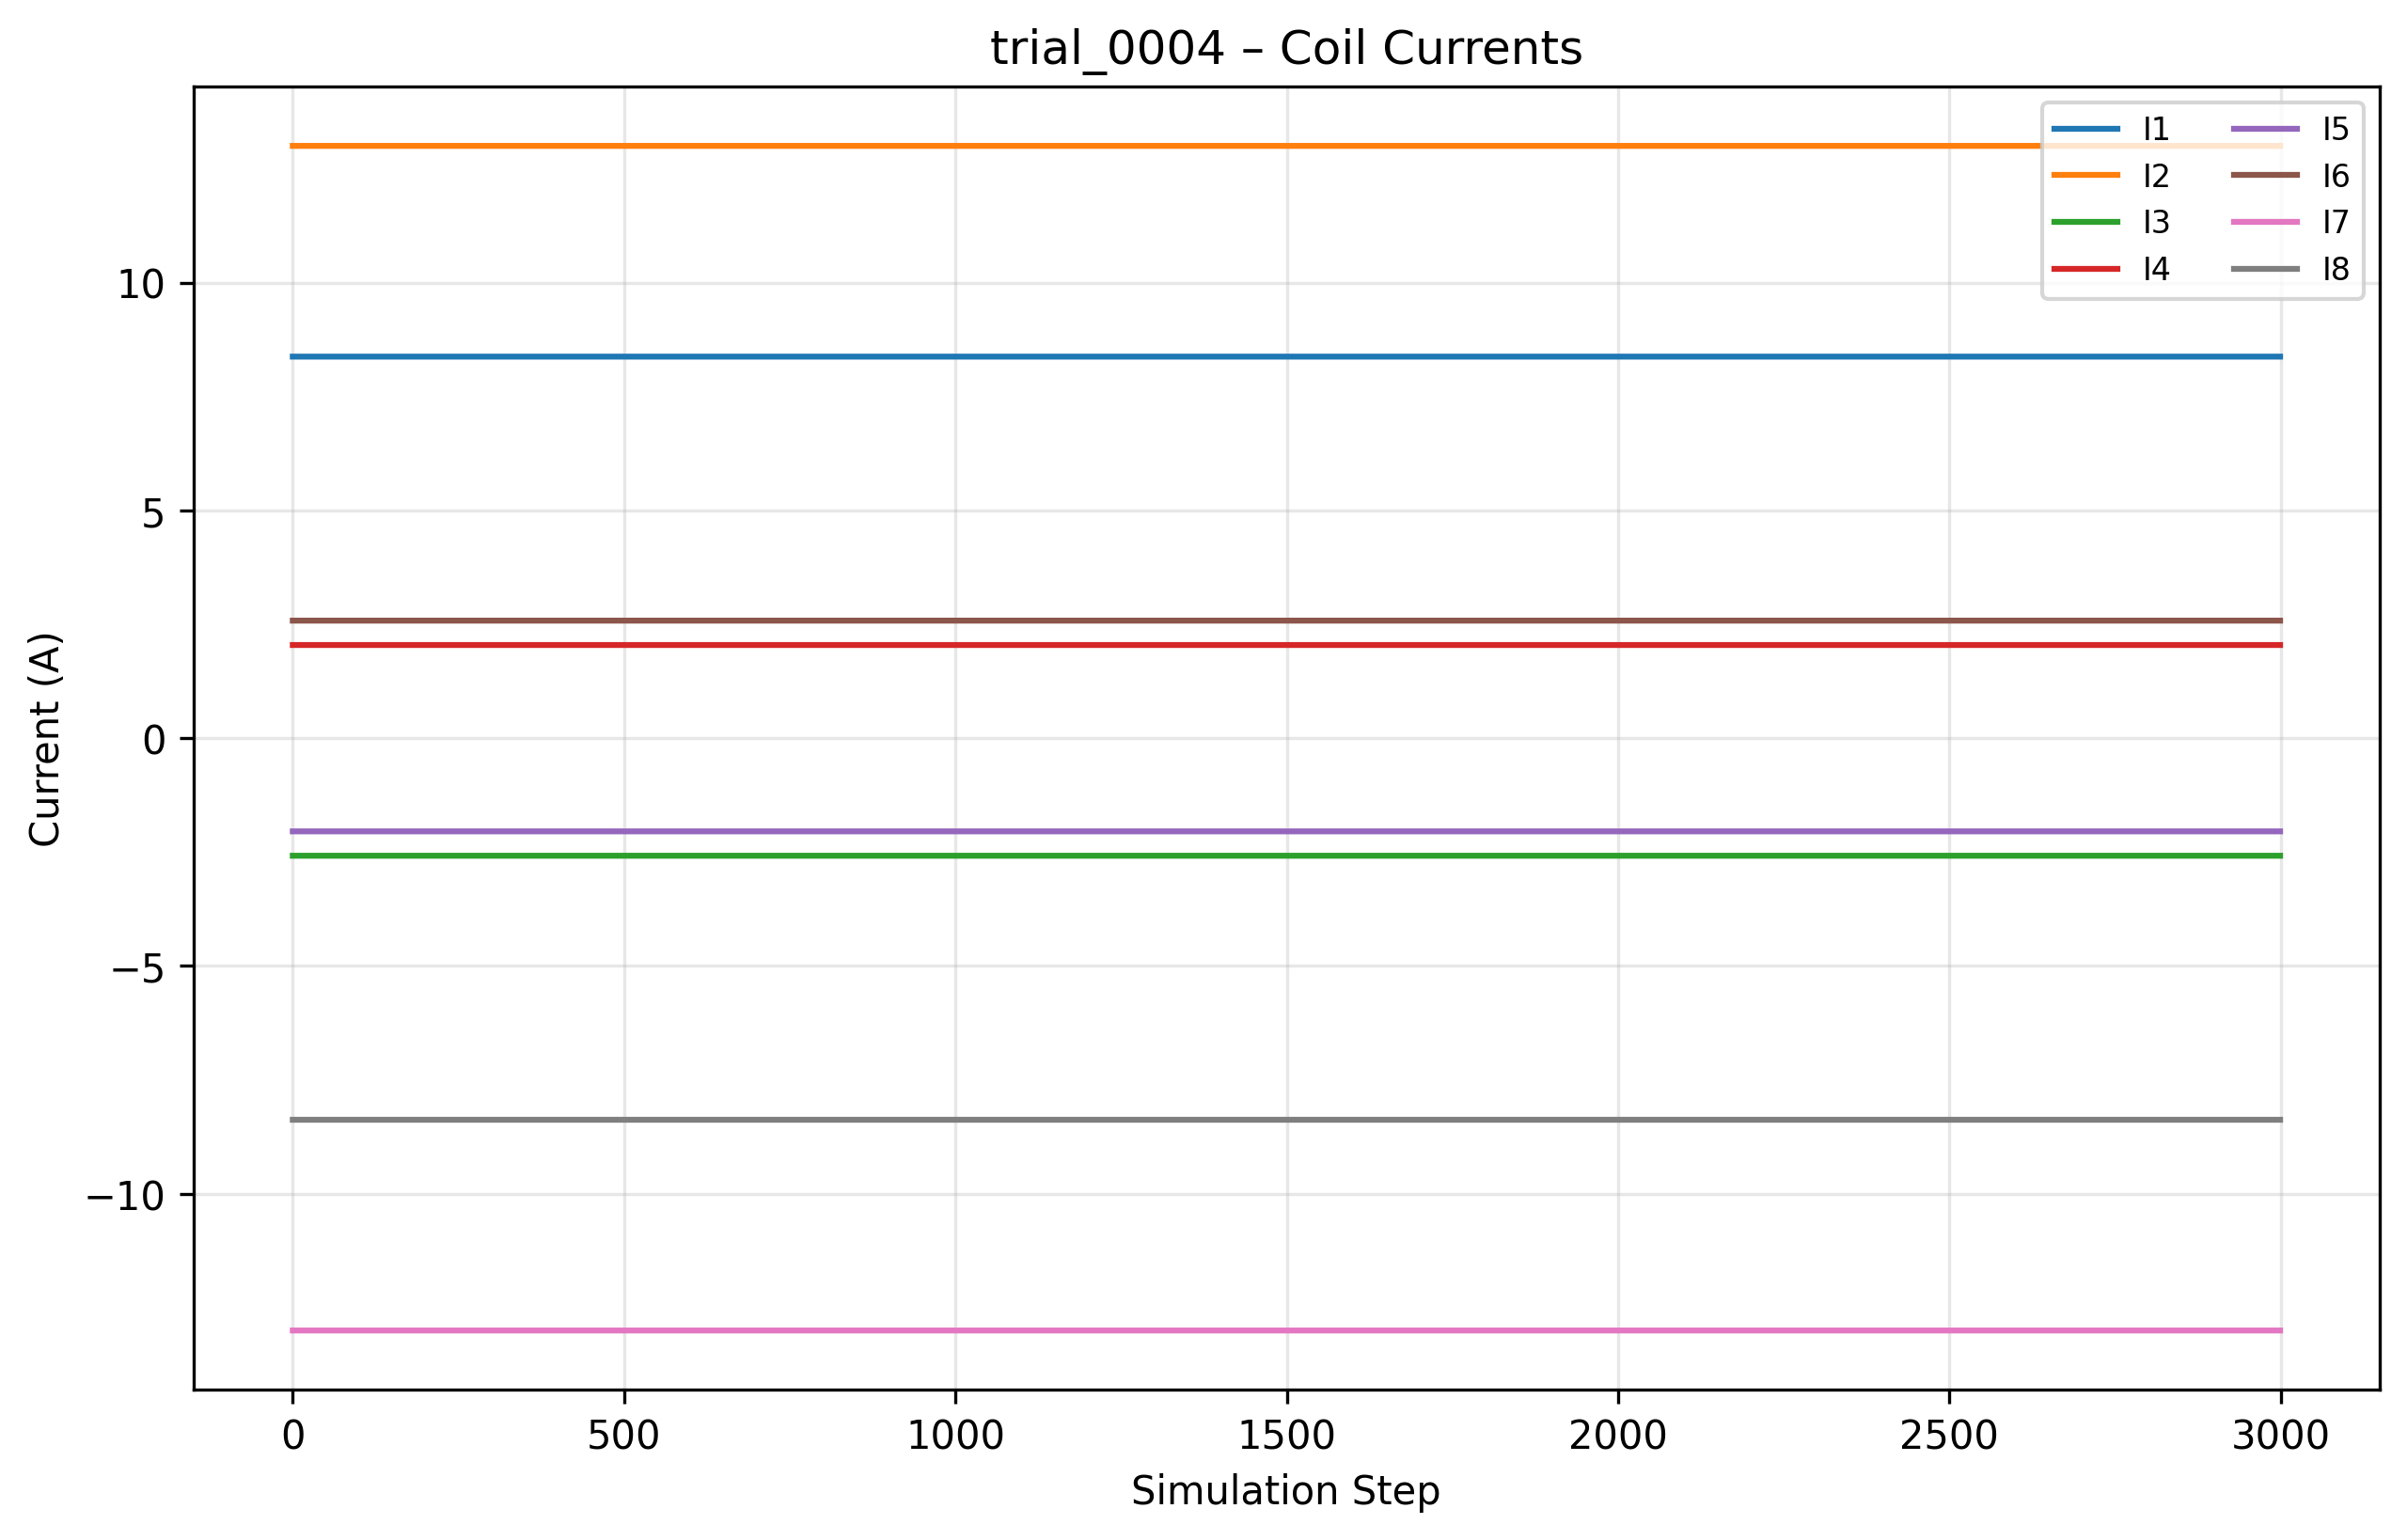 trial_0004 – Coil Currents
I1
I2
I3
I4
I5
I6
I7
I8
Current (A)
10
5
0
−5
−10
0
500
1000
1500
2000
2500
3000
Simulation Step